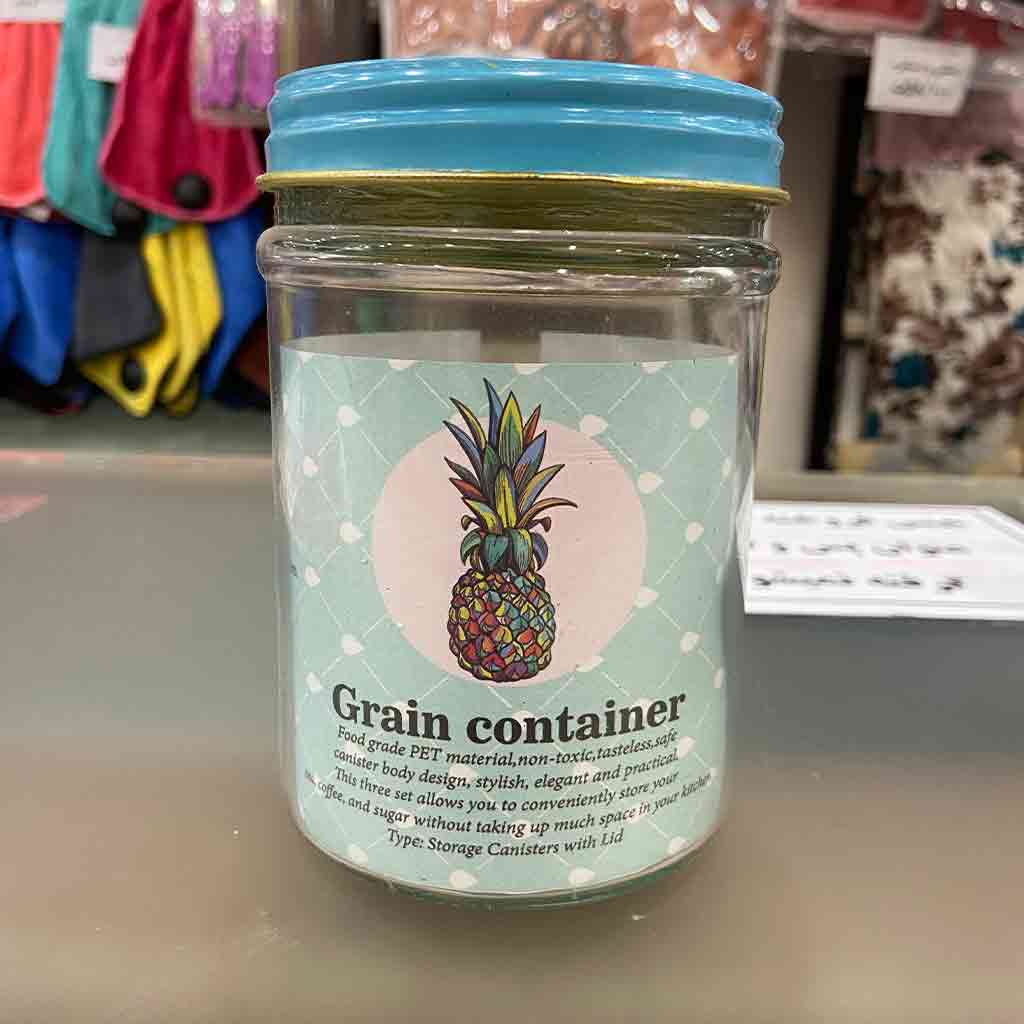 Grain container
Food grade PET material,non-toxic,tasteless,safe
canister body design, stylish, elegant and practical.
This three set allows you to conveniently store your
coffee, and sugar without taking up much space in your kitchen
Type: Storage Canisters with Lid